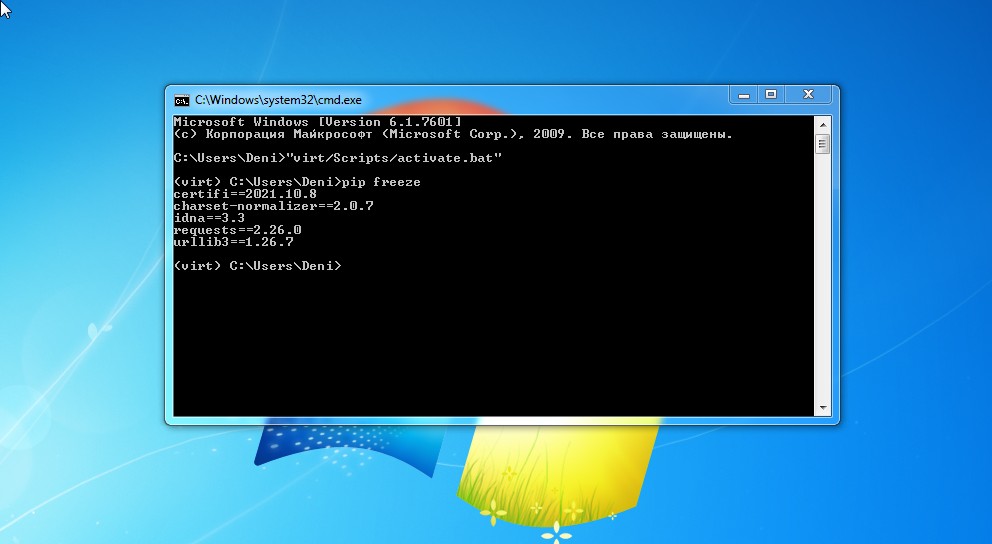 C:\Windows\system32\cmd.exe
Microsoft Windows [Version 6.1.7601]
(c) Корпорация Майкрософт (Microsoft Corp.), 2009. Все права защищены.
C:\Users\Deni>"virt/Scripts/activate.bat"
(virt) C:\Users\Deni>pip freeze
certifi==2021.10.8
charset-normalizer==2.0.7
idna==3.3
requests==2.26.0
urllib3==1.26.7
(virt) C:\Users\Deni>